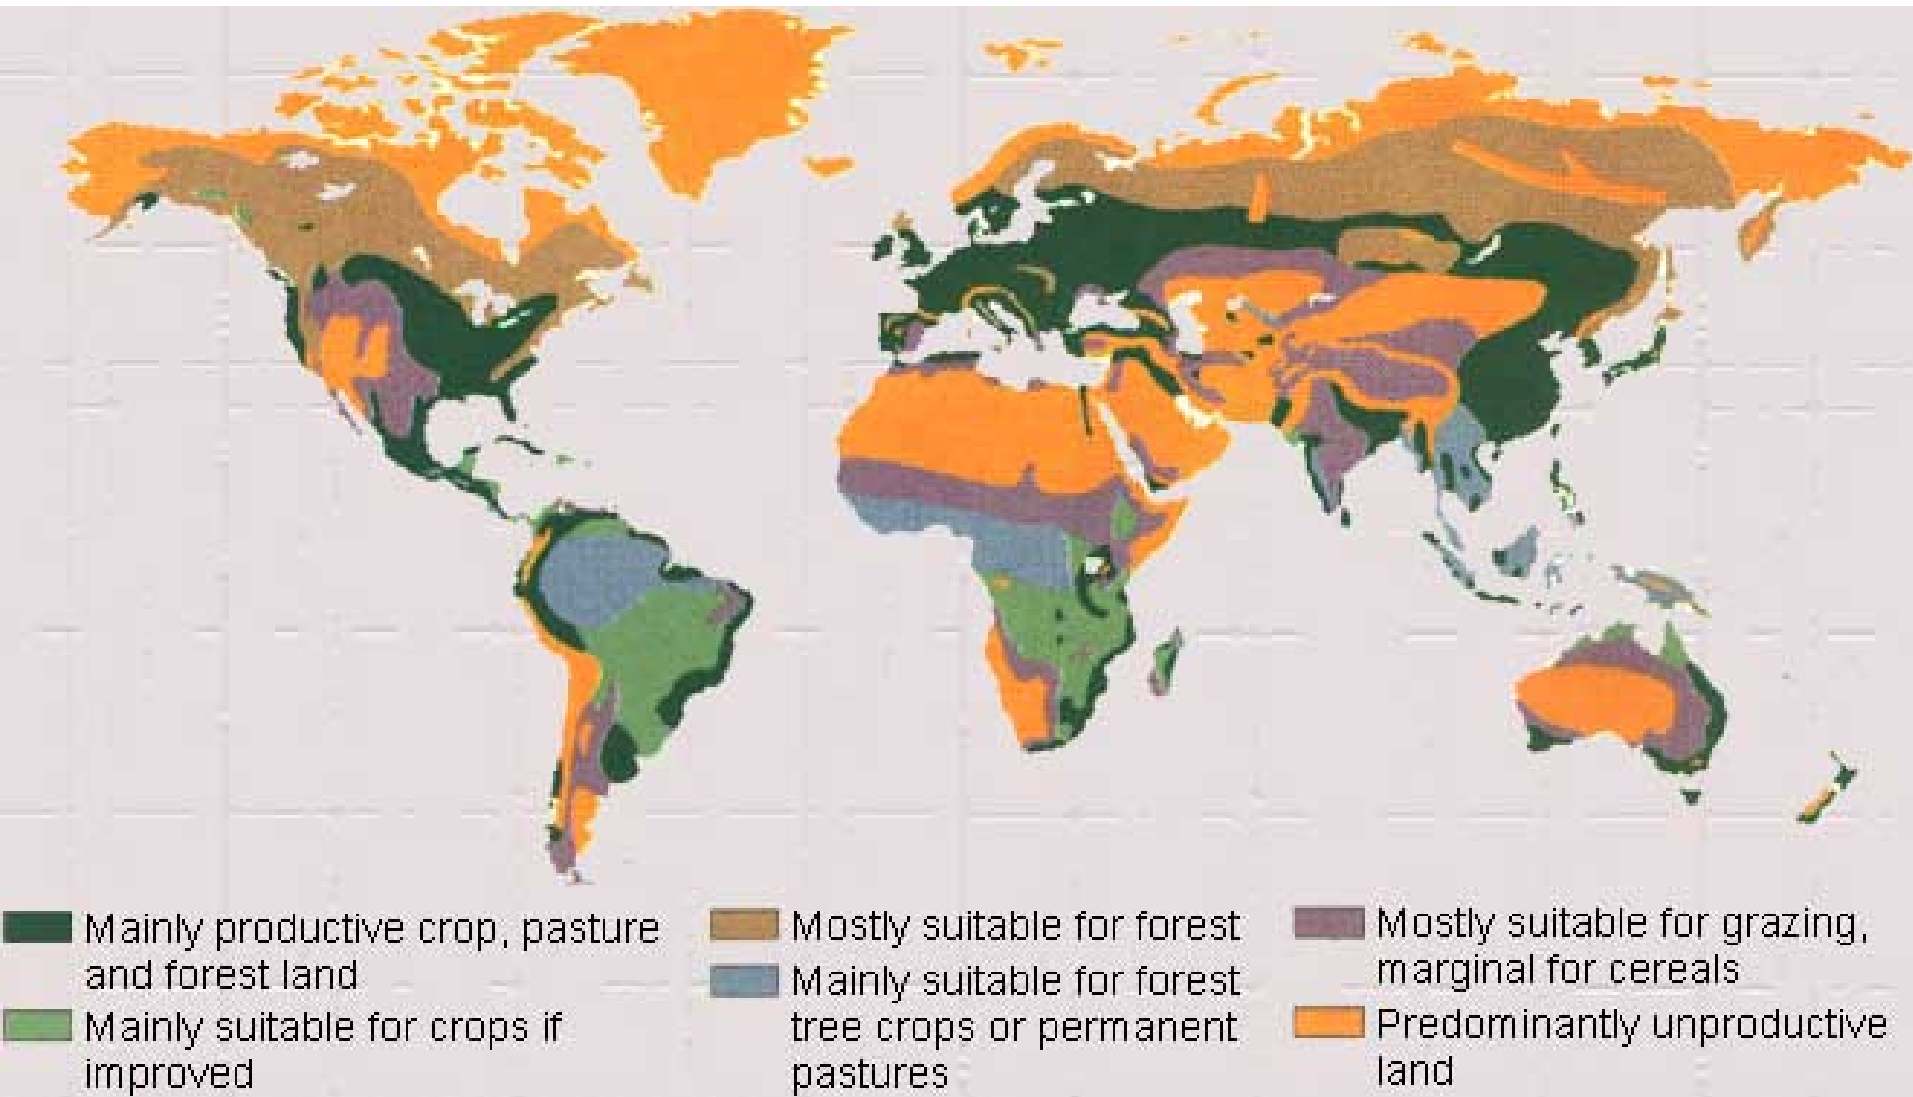 Mainly productive crop, pasture
and forest land
Mainly suitable for crops if
improved
Mostly suitable for forest
Mainly suitable for forest
tree crops or permanent
pastures
Mostly suitable for grazing,
marginal for cereals
Predominantly unproductive
land